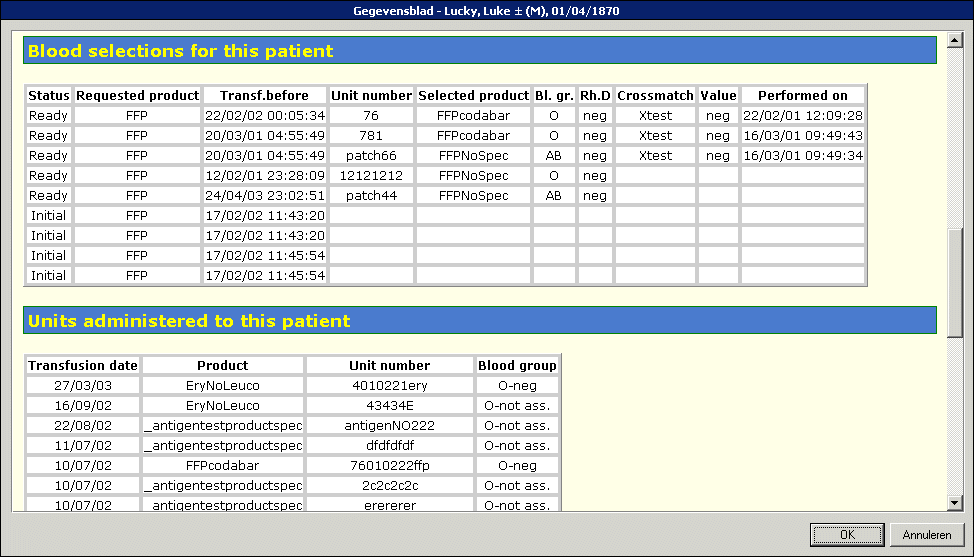 Gegevensblad - Lucky, Luke ± (M), 01/04/1870
Blood selections for this patient
Status Requested product Transf.before Unit number Selected product Bl. gr. Rh.D Crossmatch Value Performed on
Ready FFP 22/02/02 00:05:34 76 FFPcodabar O neg Xtest neg 22/02/01 12:09:28
Ready FFP 20/03/01 04:55:49 781 FFPcodabar O neg Xtest neg 16/03/01 09:49:43
Ready FFP 20/03/01 04:55:49 patch66 FFPNoSpec AB neg Xtest neg 16/03/01 09:49:34
Ready FFP 12/02/01 23:28:09 12121212 FFPNoSpec O neg
Ready FFP 24/04/03 23:02:51 patch44 FFPNoSpec AB neg
Initial FFP 17/02/02 11:43:20
Initial FFP 17/02/02 11:43:20
Initial FFP 17/02/02 11:45:54
Initial FFP 17/02/02 11:45:54
Units administered to this patient
Transfusion date Product Unit number Blood group
27/03/03 EryNoLeuco 4010221ery O-neg
16/09/02 EryNoLeuco 43434E O-not ass.
22/08/02 _antigentestproductspec antigenNO222 O-not ass.
11/07/02 _antigentestproductspec dfdfdfdf O-not ass.
10/07/02 FFPcodabar 76010222ffp O-neg
10/07/02 _antigentestproductspec 2c2c2c2c O-not ass.
10/07/02 _antigentestproductspec erererer O-not ass.
OK Annuleren